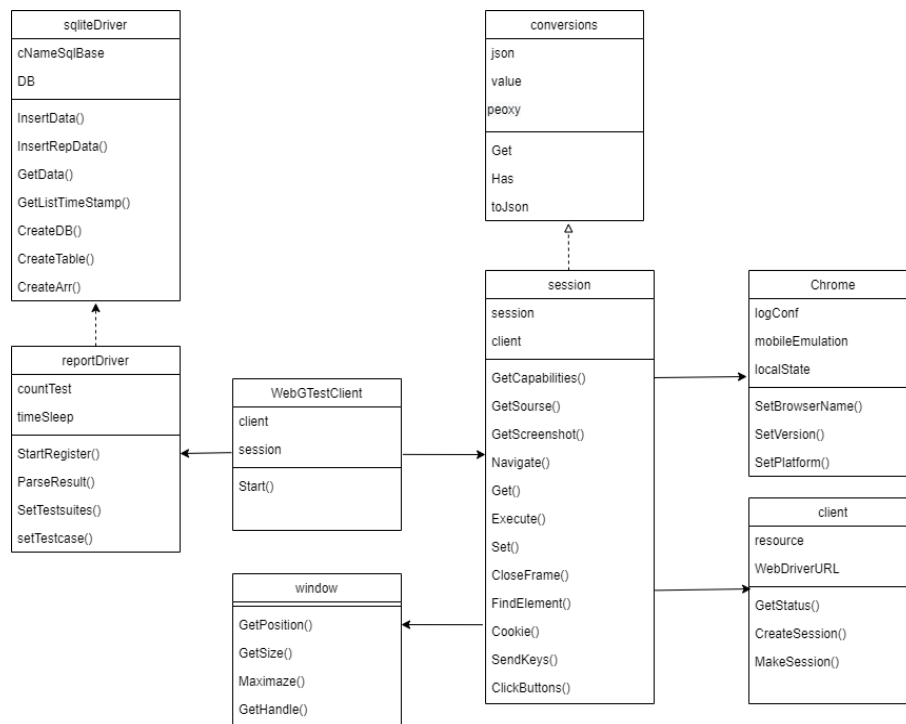 sqliteDriver
cNameSqlBase
DB
InsertData()
InsertRepData()
GetData()
GetListTimeStamp()
CreateDB()
CreateTable()
CreateArr()
conversions
json
value
peoxy
Get
Has
toJson
reportDriver
countTest
timeSleep
StartRegister()
ParseResult()
SetTestsuites()
setTestcase()
WebGTestClient
client
session
Start()
session
session
client
GetCapabilities()
GetSourse()
GetScreenshot()
Navigate()
Get()
Execute()
Set()
CloseFrame()
FindElement()
Cookie()
SendKeys()
ClickButtons()
Chrome
logConf
mobileEmulation
localState
SetBrowserName()
SetVersion()
SetPlatform()
client
resource
WebDriverURL
GetStatus()
CreateSession()
MakeSession()
window
GetPosition()
GetSize()
Maximaze()
GetHandle()